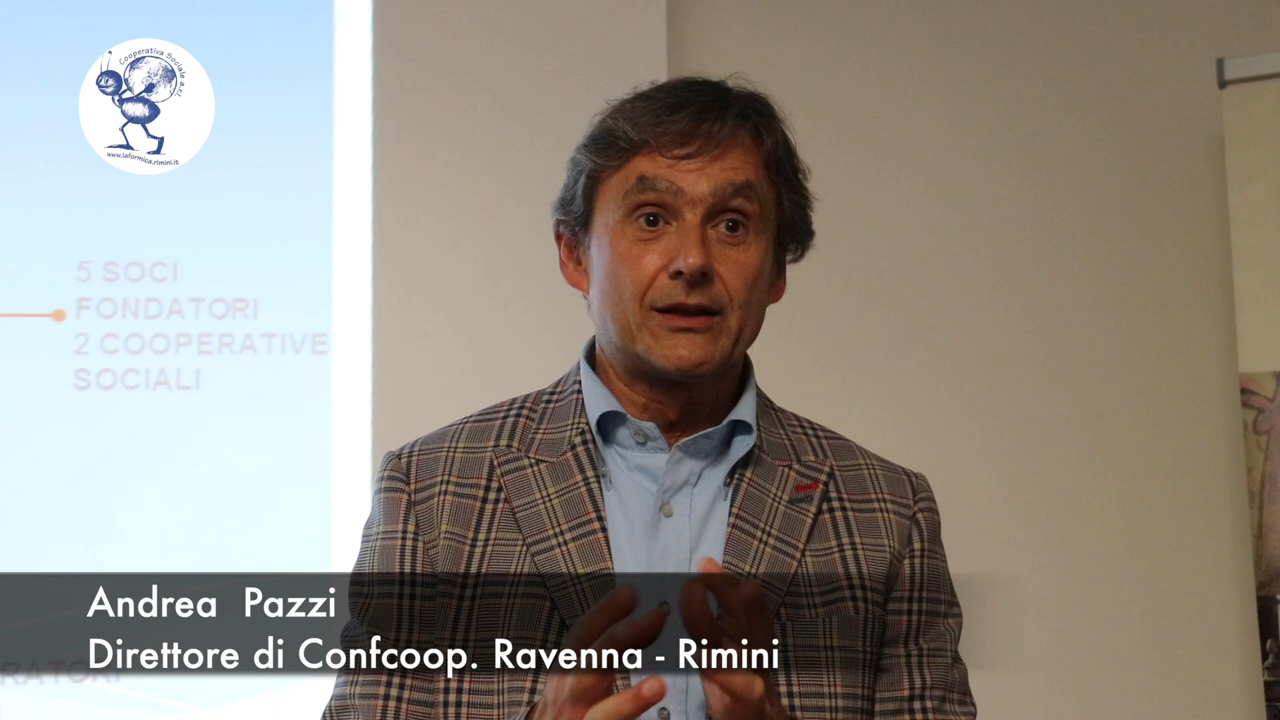 Cooperativa Sociale a r.l.
www.laformica.rimini.it
5 SOCI
FONDATORI
2 COOPERATIVE
SOCIALI
Andrea Pazzi
Direttore di Confcoop. Ravenna - Rimini